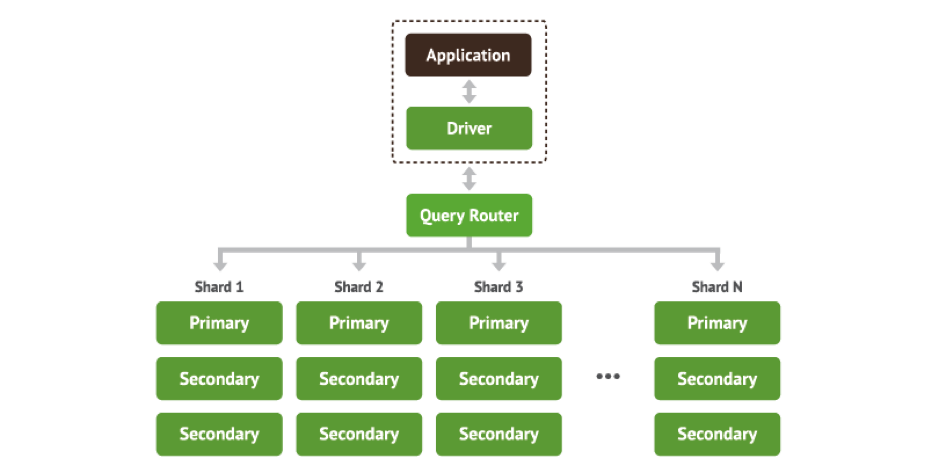 Application
Driver
Query Router
Shard 1 Shard 2 Shard 3 Shard N
Primary Primary Primary Primary
Secondary Secondary Secondary ••• Secondary
Secondary Secondary Secondary Secondary